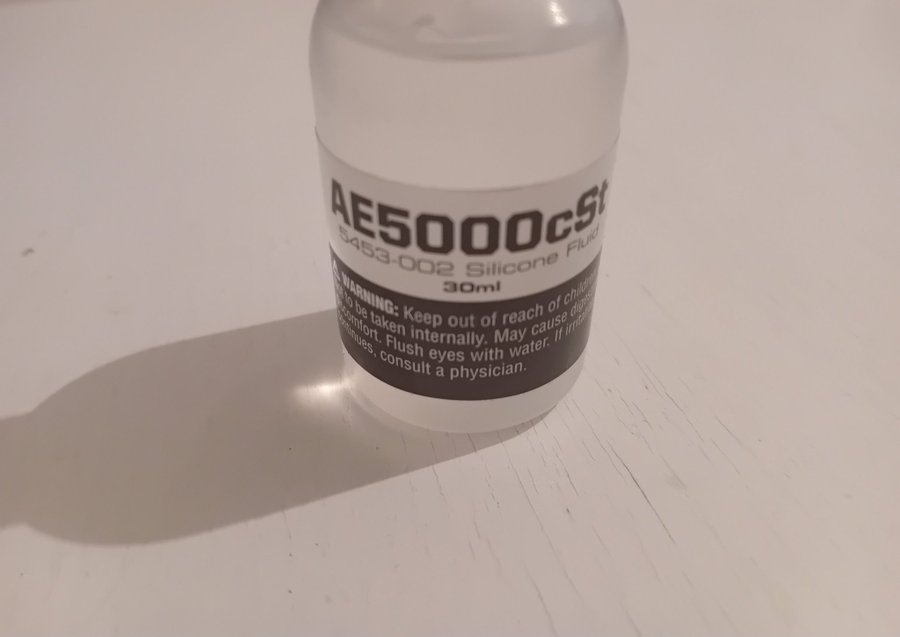 AE5000cSt
5453-002 Silicone Fluid
30ml
WARNING: Keep out of reach of
to be taken internally. May cause
Flush eyes with water. If
consult a physician.